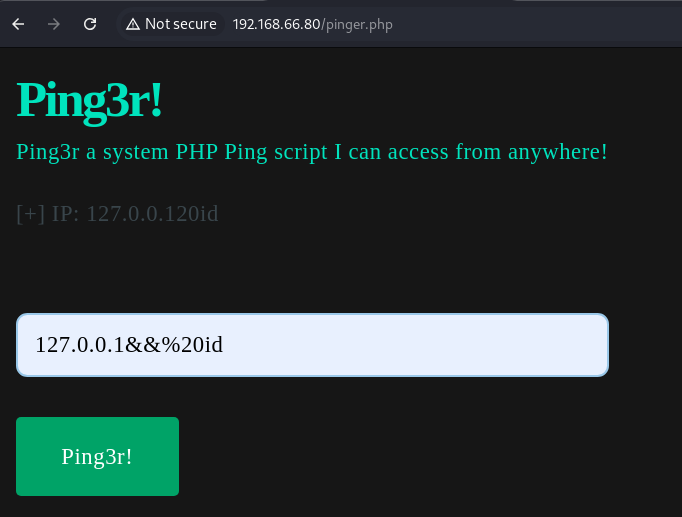 Not secure 192.168.66.80/pinger.php
Ping3r!
Ping3r a system PHP Ping script I can access from anywhere!
[+] IP: 127.0.0.120id
127.0.0.1&&%20id
Ping3r!